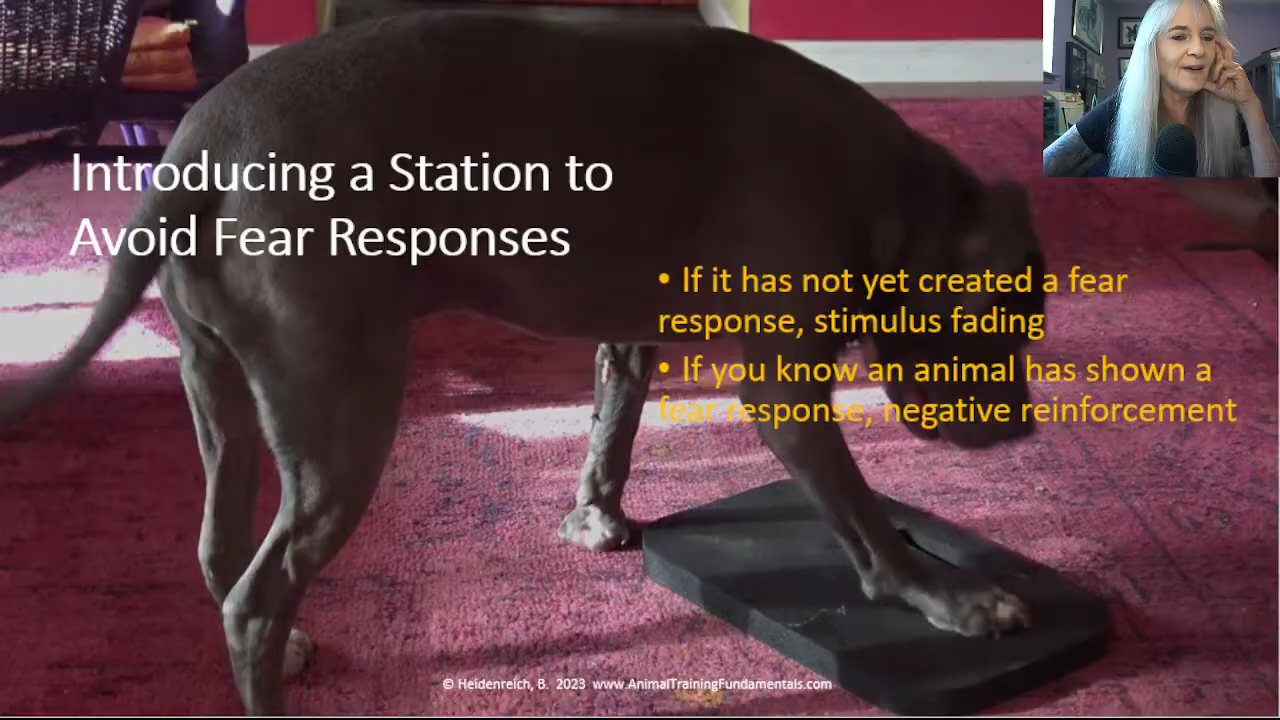 Introducing a Station to
Avoid Fear Responses
• If it has not yet created a fear
response, stimulus fading
• If you know an animal has shown a
fear response, negative reinforcement
© Heidenreich, B. 2023 www.AnimalTrainingFundamentals.com